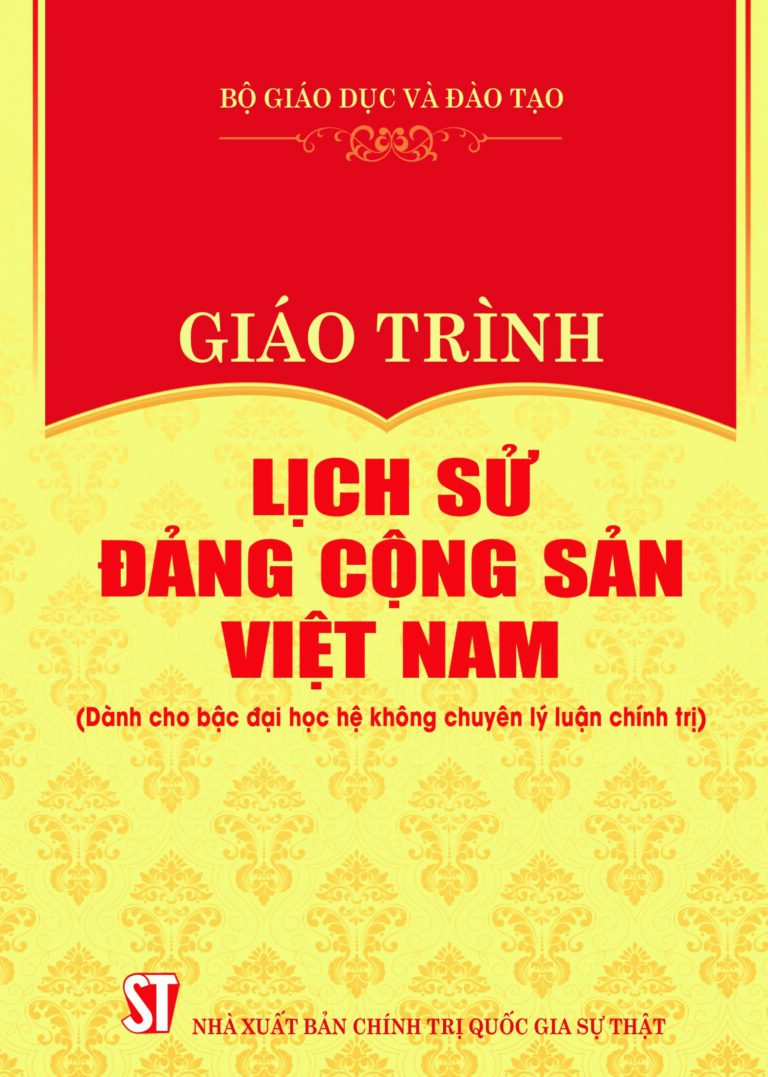 BỘ GIÁO DỤC VÀ ĐÀO TẠO
GIÁO TRÌNH
LỊCH SỬ
ĐẢNG CỘNG SẢN
VIỆT NAM
(Dành cho bậc đại học hệ không chuyên lý luận chính trị)
ST
NHÀ XUẤT BẢN CHÍNH TRỊ QUỐC GIA SỰ THẬT